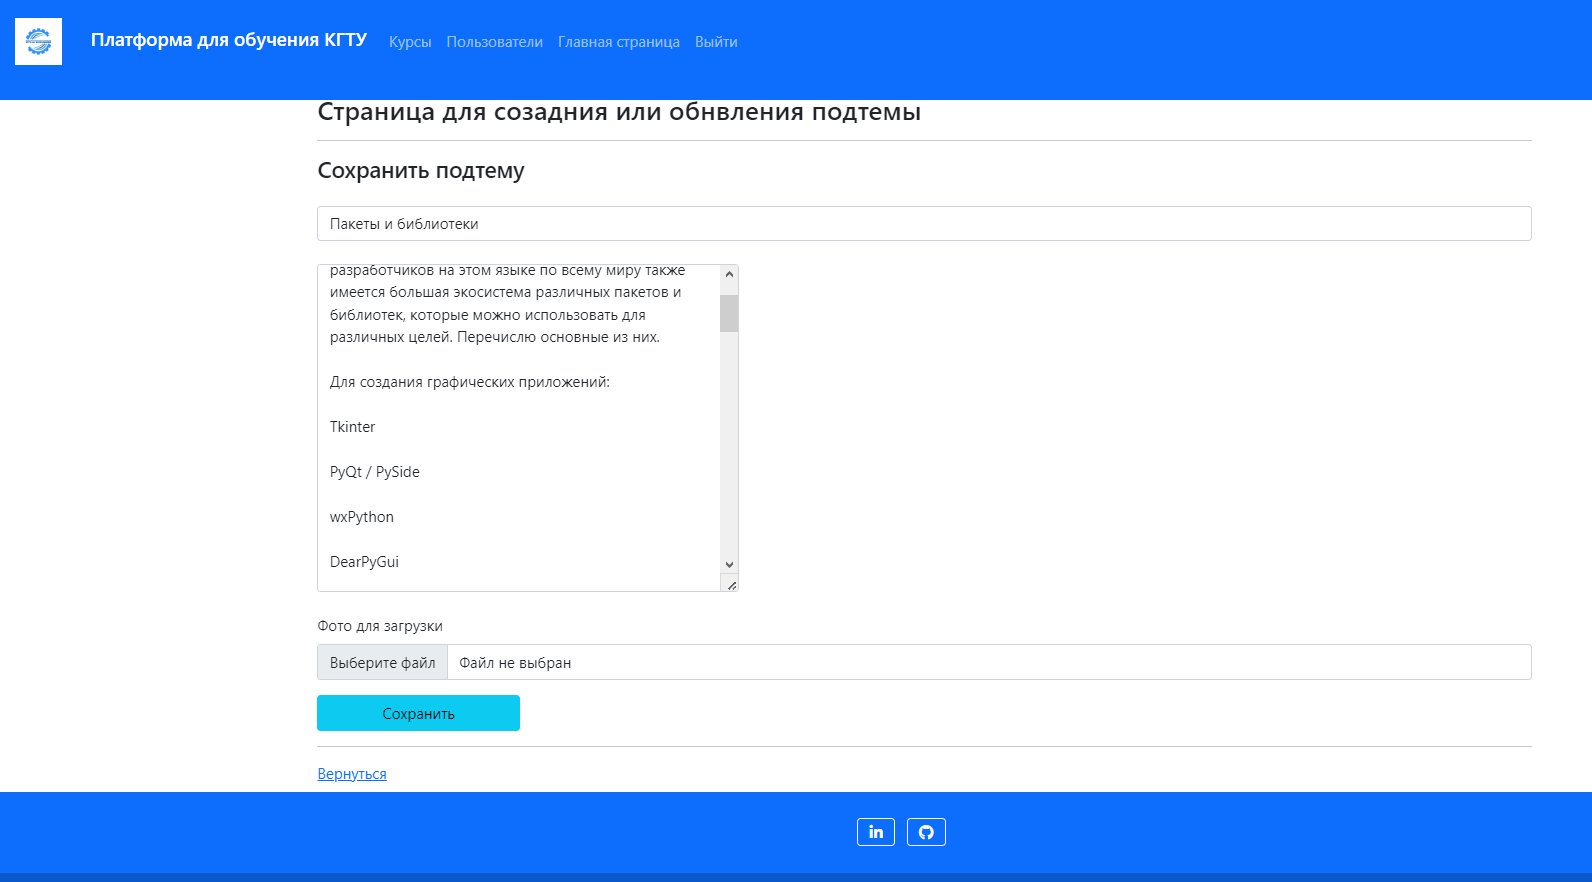 Платформа для обучения КГТУ Курсы Пользователи Главная страница Выйти
Страница для созадния или обнвления подтемы
Сохранить подтему
Пакеты и библиотеки
разработчиков на этом языке по всему миру также
имеется большая экосистема различных пакетов и
библиотек, которые можно использовать для
различных целей. Перечислю основные из них.
Для создания графических приложений:
Tkinter
PyQt / PySide
wxPython
DearPyGui
Фото для загрузки
Выберите файл Файл не выбран
Сохранить
Вернуться
in